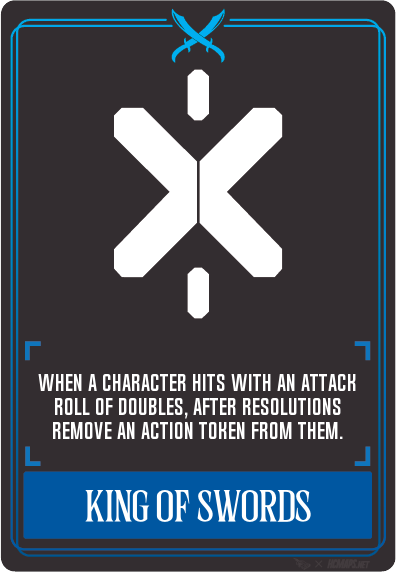 WHEN A CHARACTER HITS WITH AN ATTACK
ROLL OF DOUBLES, AFTER RESOLUTIONS
REMOVE AN ACTION TOKEN FROM THEM.
KING OF SWORDS